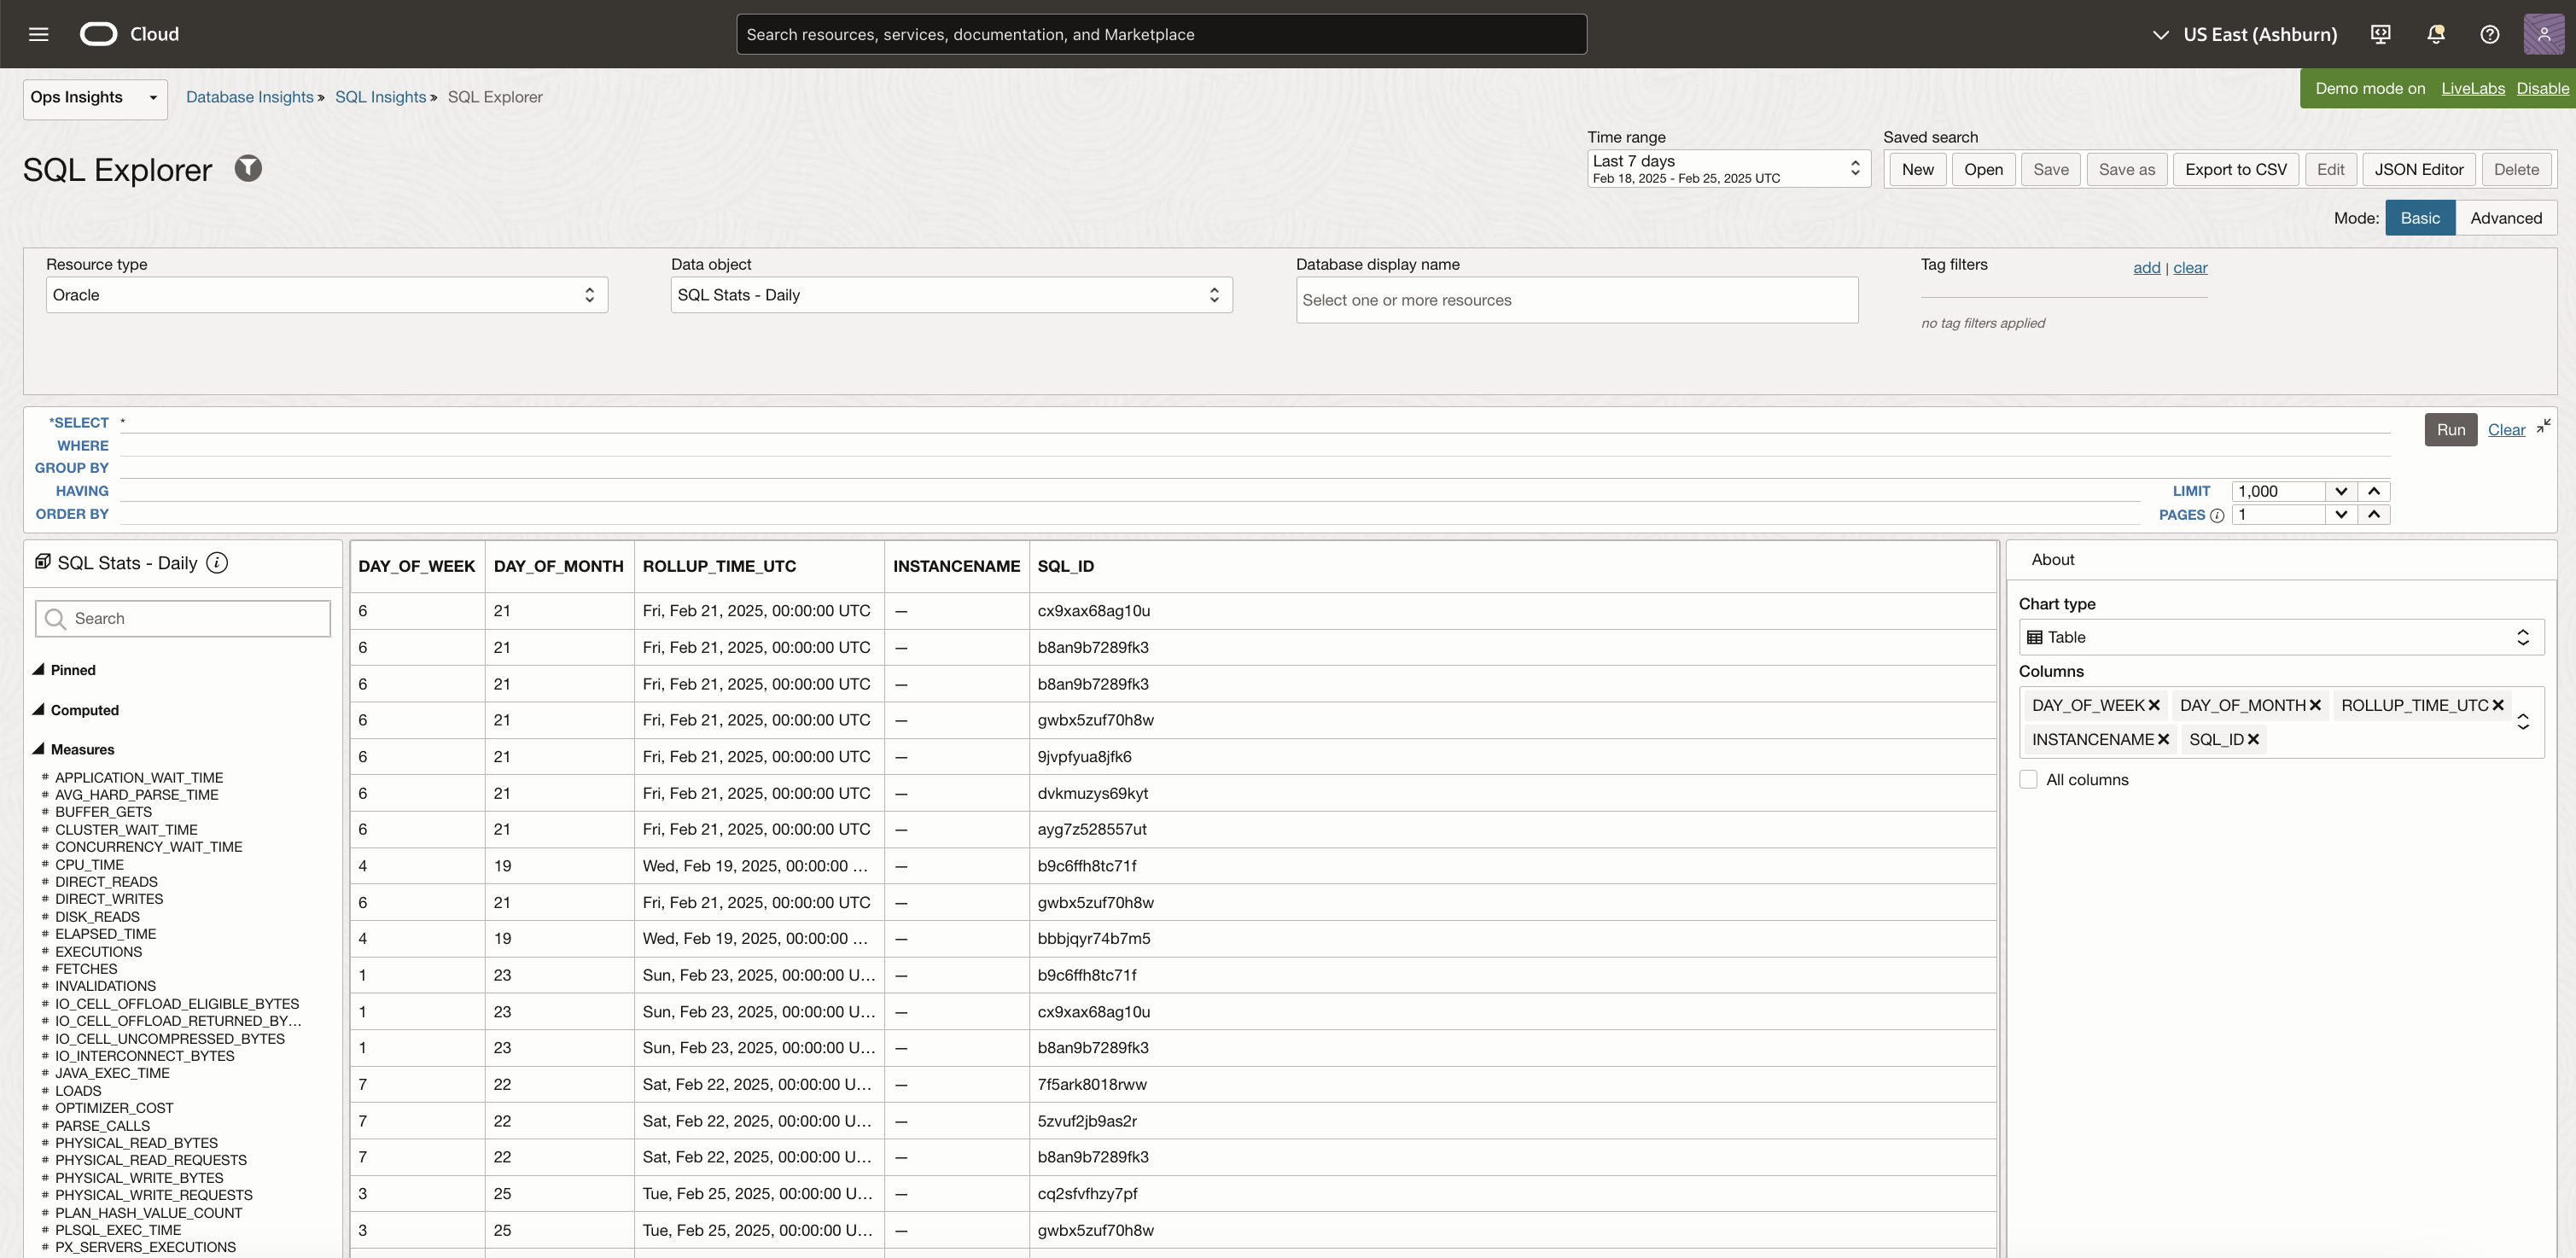 Cloud
Search resources, services, documentation, and Marketplace
US East (Ashburn)
Ops Insights
Database Insights » SQL Insights » SQL Explorer
Demo mode on LiveLabs Disable
SQL Explorer
Time range
Last 7 days
Feb 18, 2025 - Feb 25, 2025 UTC
Saved search
New Open Save Save as Export to CSV Edit JSON Editor Delete
Mode: Basic Advanced
Resource type
Oracle
Data object
SQL Stats - Daily
Database display name
Select one or more resources
Tag filters add | clear
no tag filters applied
*SELECT *
WHERE
GROUP BY
HAVING
ORDER BY
LIMIT 1,000
PAGES 1
Run Clear
SQL Stats - Daily
Search
Pinned
Computed
Measures
# APPLICATION_WAIT_TIME
# AVG_HARD_PARSE_TIME
# BUFFER_GETS
# CLUSTER_WAIT_TIME
# CONCURRENCY_WAIT_TIME
# CPU_TIME
# DIRECT_READS
# DIRECT_WRITES
# DISK_READS
# ELAPSED_TIME
# EXECUTIONS
# FETCHES
# INVALIDATIONS
# IO_CELL_OFFLOAD_ELIGIBLE_BYTES
# IO_CELL_OFFLOAD_RETURNED_BY...
# IO_CELL_UNCOMPRESSED_BYTES
# IO_INTERCONNECT_BYTES
# JAVA_EXEC_TIME
# LOADS
# OPTIMIZER_COST
# PARSE_CALLS
# PHYSICAL_READ_BYTES
# PHYSICAL_READ_REQUESTS
# PHYSICAL_WRITE_BYTES
# PHYSICAL_WRITE_REQUESTS
# PLAN_HASH_VALUE_COUNT
# PLSQL_EXEC_TIME
# PX_SERVERS_EXECUTIONS
DAY_OF_WEEK DAY_OF_MONTH ROLLUP_TIME_UTC INSTANCENAME SQL_ID
6 21 Fri, Feb 21, 2025, 00:00:00 UTC — cx9xax68ag10u
6 21 Fri, Feb 21, 2025, 00:00:00 UTC — b8an9b7289fk3
6 21 Fri, Feb 21, 2025, 00:00:00 UTC — b8an9b7289fk3
6 21 Fri, Feb 21, 2025, 00:00:00 UTC — gwbx5zuf70h8w
6 21 Fri, Feb 21, 2025, 00:00:00 UTC — 9jvpfyua8jfk6
6 21 Fri, Feb 21, 2025, 00:00:00 UTC — dvkmuzys69kyt
6 21 Fri, Feb 21, 2025, 00:00:00 UTC — ayg7z528557ut
4 19 Wed, Feb 19, 2025, 00:00:00 ... — b9c6ffh8tc71f
6 21 Fri, Feb 21, 2025, 00:00:00 UTC — gwbx5zuf70h8w
4 19 Wed, Feb 19, 2025, 00:00:00 ... — bbbjqyr74b7m5
1 23 Sun, Feb 23, 2025, 00:00:00 U... — b9c6ffh8tc71f
1 23 Sun, Feb 23, 2025, 00:00:00 U... — cx9xax68ag10u
1 23 Sun, Feb 23, 2025, 00:00:00 U... — b8an9b7289fk3
7 22 Sat, Feb 22, 2025, 00:00:00 U... — 7f5ark8018rww
7 22 Sat, Feb 22, 2025, 00:00:00 U... — 5zvuf2jb9as2r
7 22 Sat, Feb 22, 2025, 00:00:00 U... — b8an9b7289fk3
3 25 Tue, Feb 25, 2025, 00:00:00 U... — cq2sfvfhzy7pf
3 25 Tue, Feb 25, 2025, 00:00:00 U... — gwbx5zuf70h8w
About
Chart type
Table
Columns
DAY_OF_WEEK DAY_OF_MONTH ROLLUP_TIME_UTC
INSTANCENAME SQL_ID
All columns